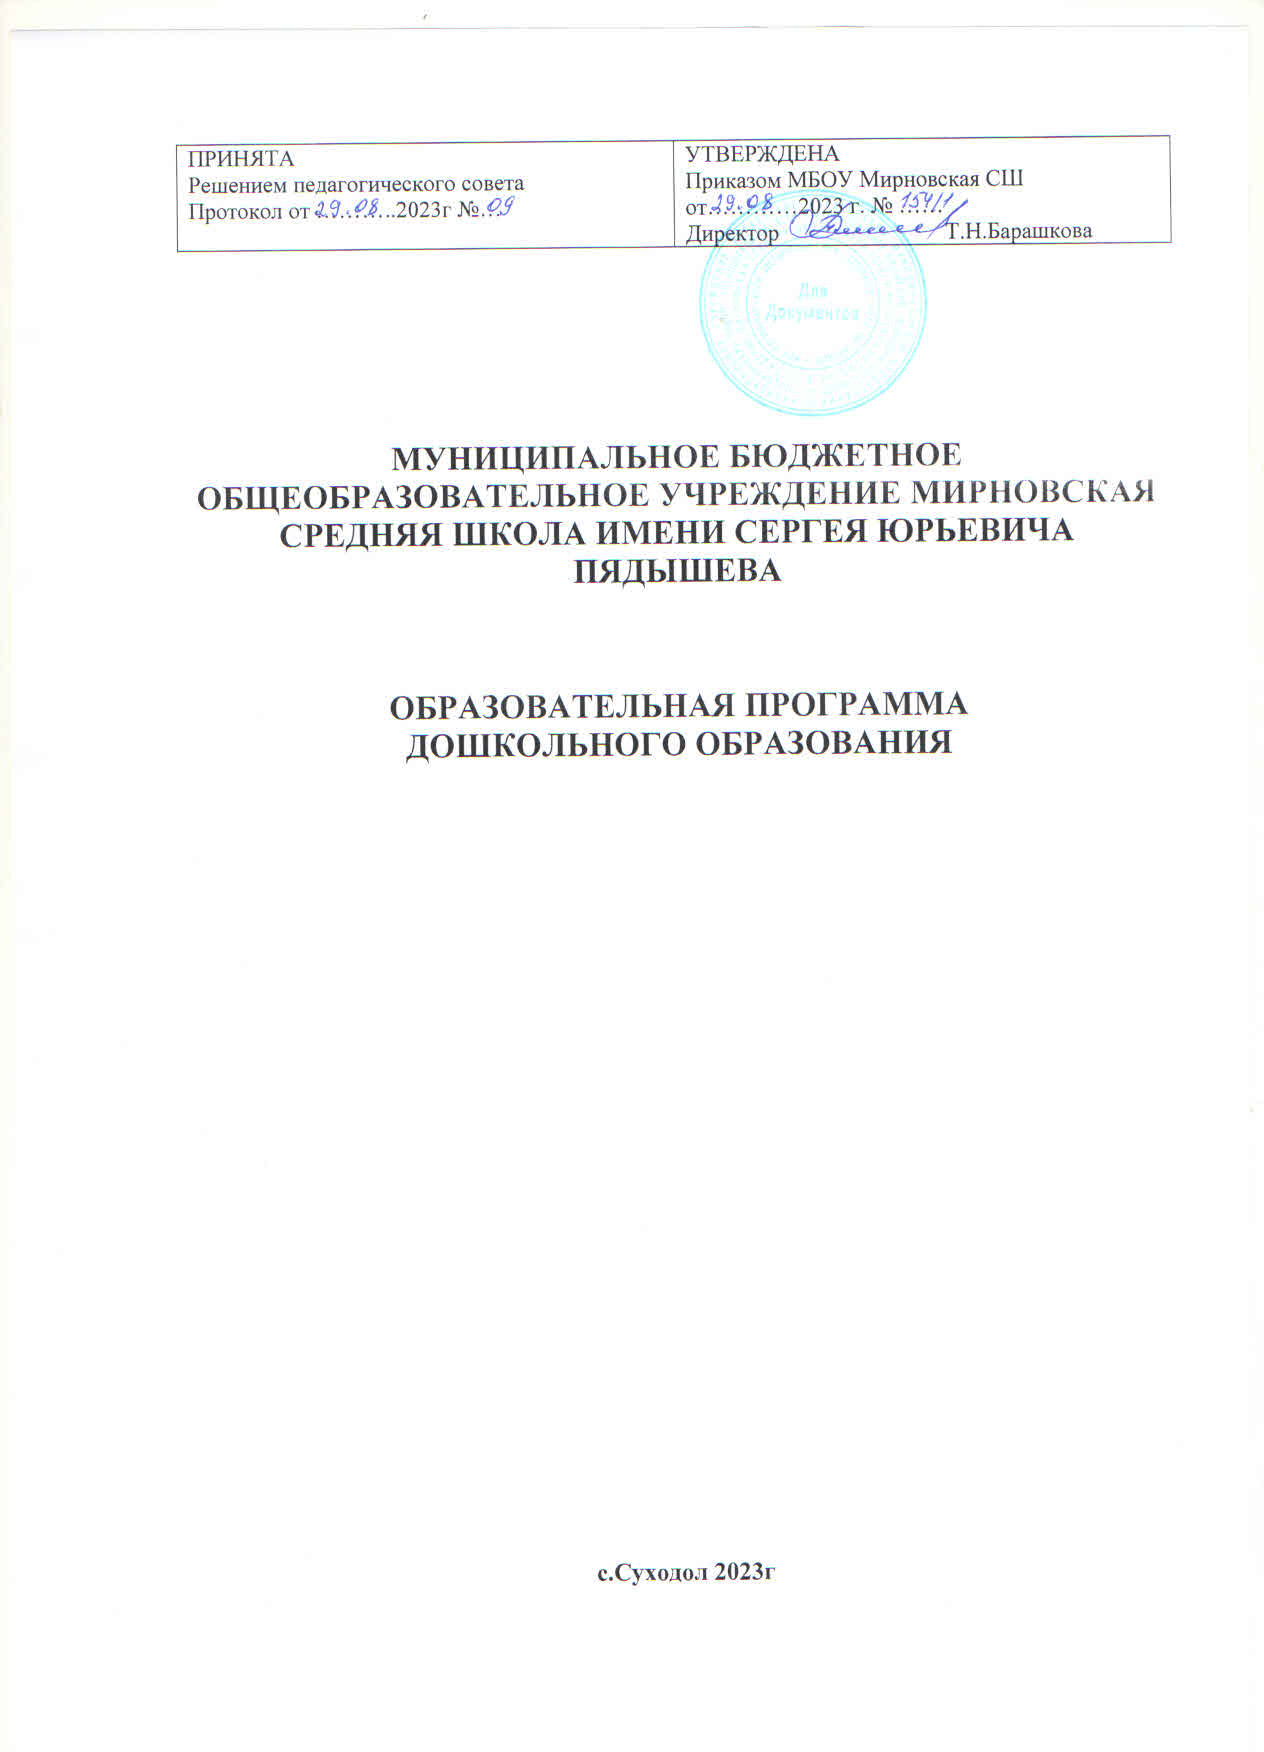 ПРИНЯТА
Решением педагогического совета
Протокол от 29.08.2023г № 09
УТВЕРЖДЕНА
Приказом МБОУ Мирновская СШ
от 29.08 2023 г. № 154/1
Директор Т.Н.Барашкова
Для
Документов
МУНИЦИПАЛЬНОЕ БЮДЖЕТНОЕ
ОБЩЕОБРАЗОВАТЕЛЬНОЕ УЧРЕЖДЕНИЕ МИРНОВСКАЯ
СРЕДНЯЯ ШКОЛА ИМЕНИ СЕРГЕЯ ЮРЬЕВИЧА
ПЯДЫШЕВА
ОБРАЗОВАТЕЛЬНАЯ ПРОГРАММА
ДОШКОЛЬНОГО ОБРАЗОВАНИЯ
с.Суходол 2023г